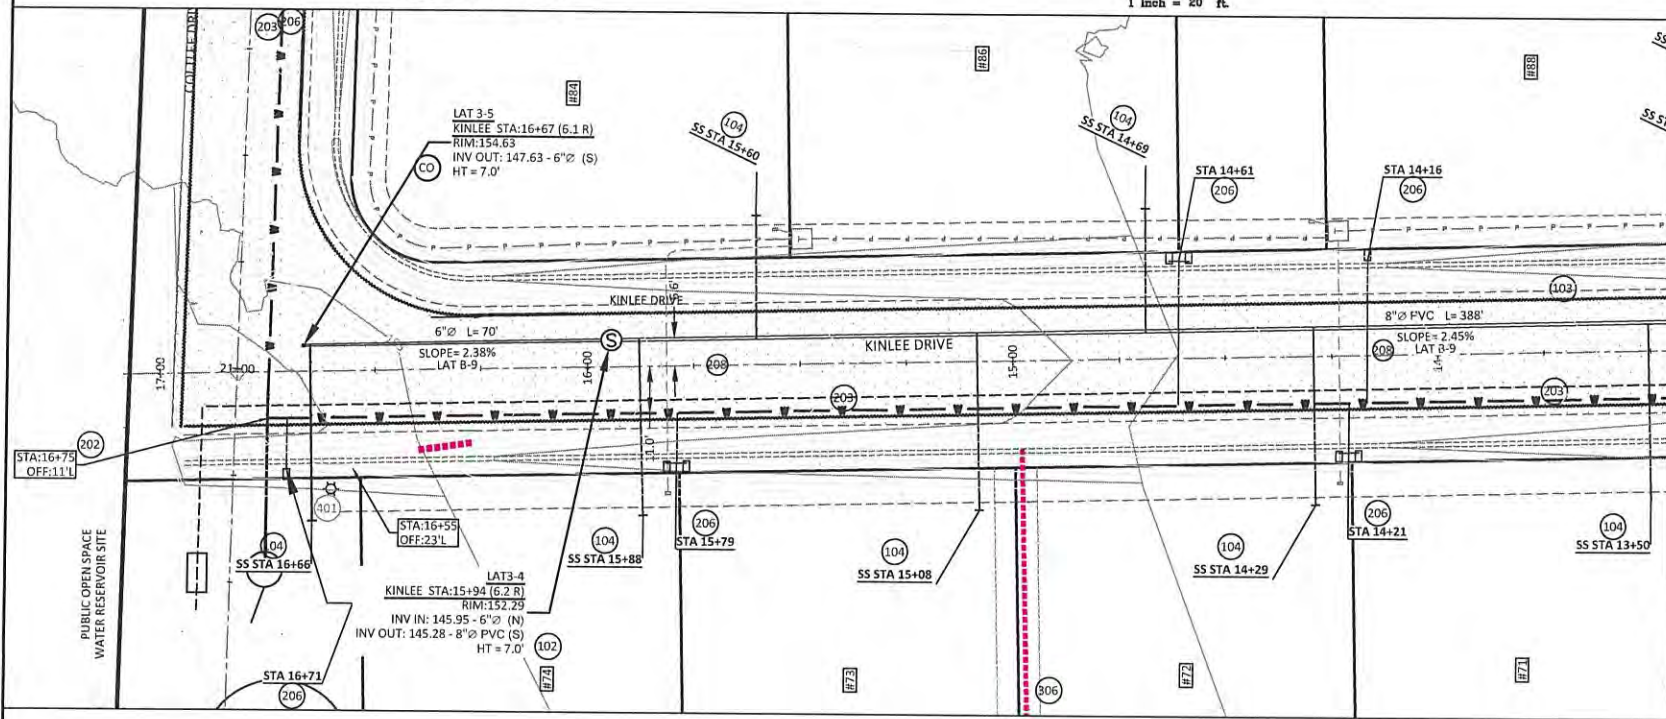 1 Inch = 20 ft.
203
206
#84
#86
#88
LAT 3-5
KINLEE STA:16+67 (6.1 R)
RIM:154.63
INV OUT: 147.63 - 6"Ø (S)
HT = 7.0'
CO
104
SS STA 15+60
104
SS STA 14+69
STA 14+61
206
STA 14+16
206
KINLEE DRIVE
103
6"Ø L= 70'
SLOPE= 2.38%
LAT B-9
KINLEE DRIVE
8"Ø PVC L= 388'
SLOPE= 2.45%
LAT B-9
17+00
21+00
16+00
15+00
S
208
208
203
203
202
STA:16+75
OFF:11'L
11.0'
401
STA:16+55
OFF:23'L
104
SS STA 16+66
104
SS STA 15+88
206
STA 15+79
104
SS STA 15+08
104
SS STA 14+29
206
STA 14+21
104
SS STA 13+50
LAT3-4
KINLEE STA:15+94 (6.2 R)
RIM:152.29
INV IN: 145.95 - 6"Ø (N)
INV OUT: 145.28 - 8"Ø PVC (S)
HT = 7.0'
102
PUBLIC OPEN SPACE
WATER RESERVOIR SITE
STA 16+71
206
#74
#73
306
#72
#71